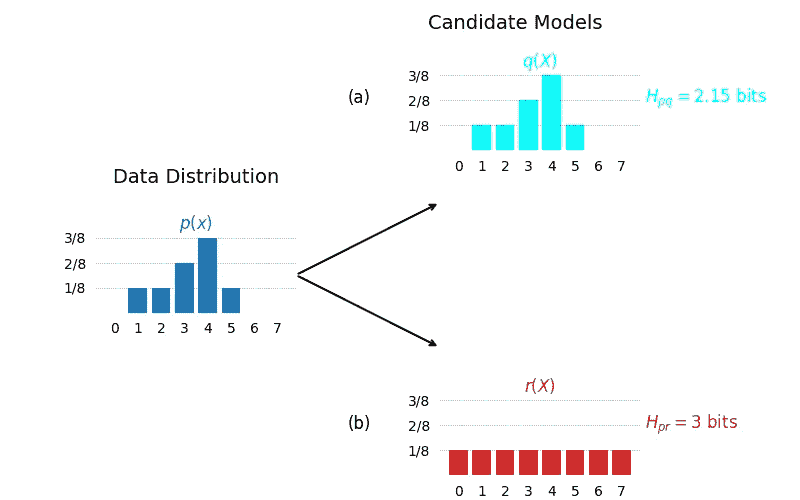 Candidate Models
q(X)
(a)
3/8
2/8
1/8
H_pq = 2.15 bits
0 1 2 3 4 5 6 7
Data Distribution
p(x)
3/8
2/8
1/8
0 1 2 3 4 5 6 7
r(X)
(b)
3/8
2/8
1/8
H_pr = 3 bits
0 1 2 3 4 5 6 7